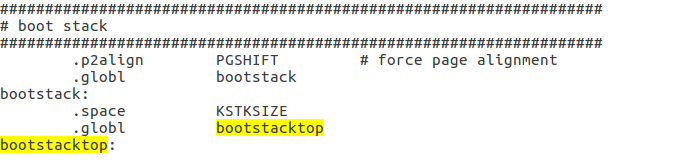 ###################################################################
# boot stack
###################################################################
.p2align PGSHIFT # force page alignment
.globl bootstack
bootstack:
.space KSTKSIZE
.globl bootstacktop
bootstacktop: